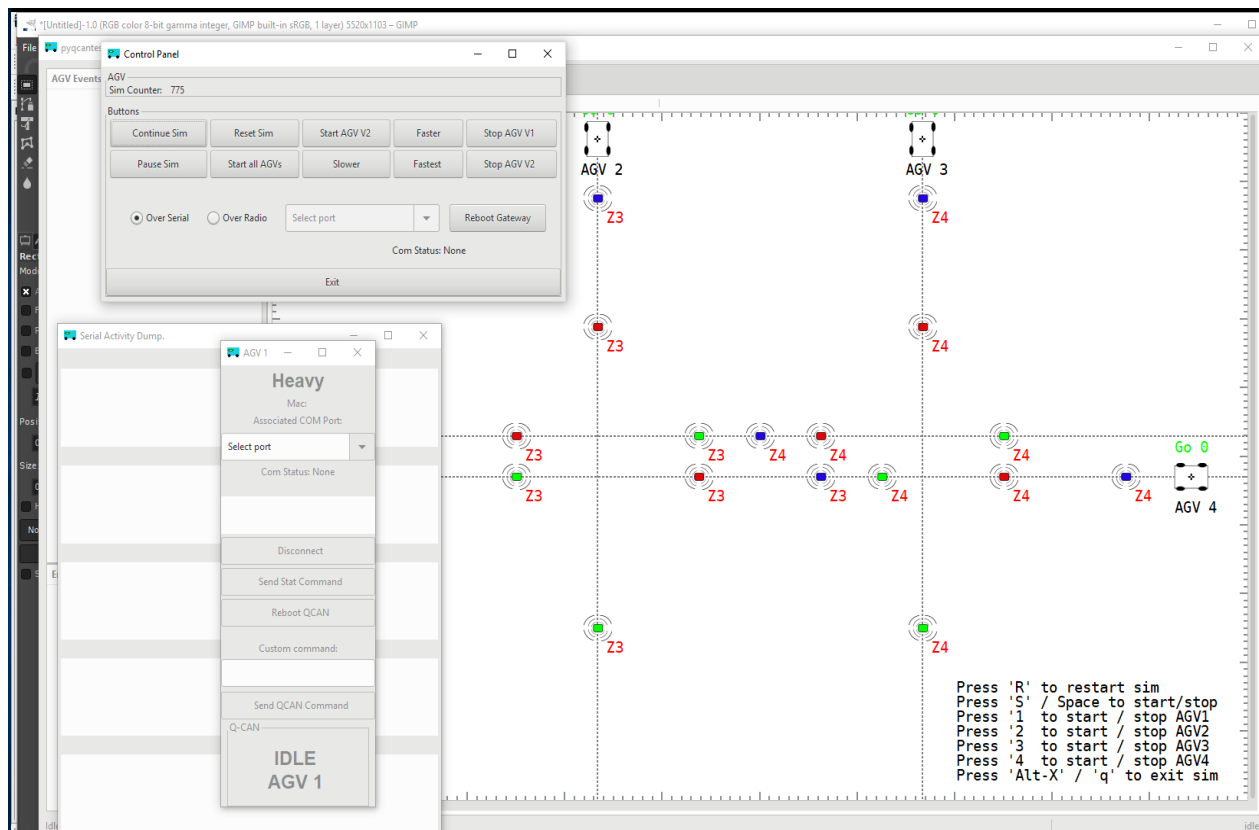 *[Untitled]-1.0 (RGB color 8-bit gamma integer, GIMP built-in sRGB, 1 layer) 5520x1103 – GIMP
File
AGV Events
Control Panel
AGV
Sim Counter: 775
Buttons
Continue Sim
Reset Sim
Start AGV V2
Faster
Stop AGV V1
Pause Sim
Start all AGVs
Slower
Fastest
Stop AGV V2
Over Serial
Over Radio
Select port
Reboot Gateway
Com Status: None
Exit
Serial Activity Dump.
AGV 1
Heavy
Mac:
Associated COM Port:
Select port
Com Status: None
Disconnect
Send Stat Command
Reboot QCAN
Custom command:
Send QCAN Command
Q-CAN
IDLE
AGV 1
AGV 2
AGV 3
Z3
Z4
Z3
Z4
Z3
Z3
Z4
Z4
Z4
Go 0
Z3
Z3
Z3
Z4
Z4
Z4
AGV 4
Z3
Z4
Press 'R' to restart sim
Press 'S' / Space to start/stop
Press '1  to start / stop AGV1
Press '2  to start / stop AGV2
Press '3  to start / stop AGV3
Press '4  to start / stop AGV4
Press 'Alt-X' / 'q' to exit sim
idle